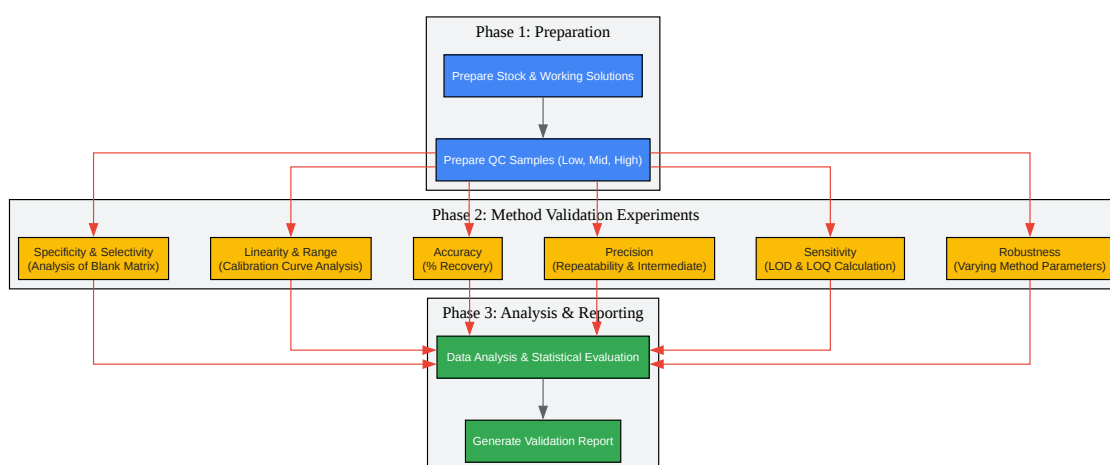 Phase 1: Preparation
Prepare Stock & Working Solutions
Prepare QC Samples (Low, Mid, High)
Phase 2: Method Validation Experiments
Specificity & Selectivity
(Analysis of Blank Matrix)
Linearity & Range
(Calibration Curve Analysis)
Accuracy
(% Recovery)
Precision
(Repeatability & Intermediate)
Sensitivity
(LOD & LOQ Calculation)
Robustness
(Varying Method Parameters)
Phase 3: Analysis & Reporting
Data Analysis & Statistical Evaluation
Generate Validation Report